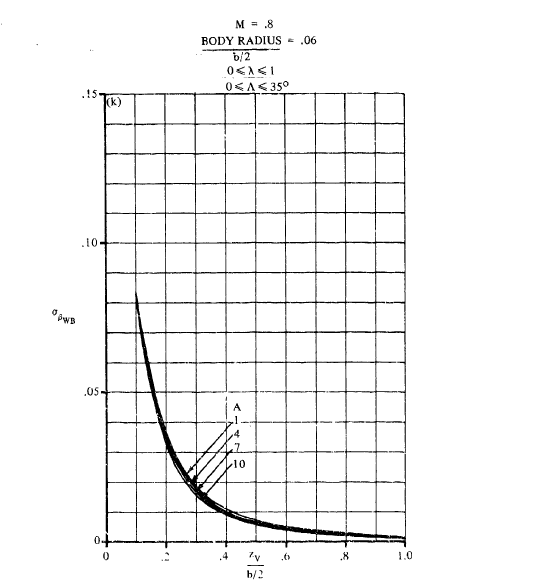 M = .8
BODY RADIUS = .06
b/2
0 ≤ λ ≤ 1
0 ≤ Λ ≤ 35°
.15
(k)
.10
σβWB
.05
A
1
4
7
10
0
0 .2 .4 .6 .8 1.0
zV
b/2